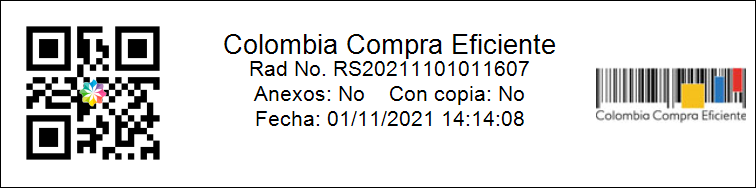 Colombia Compra Eficiente
Rad No. RS20211101011607
Anexos: No    Con copia: No
Fecha: 01/11/2021 14:14:08
Colombia Compra Eficiente